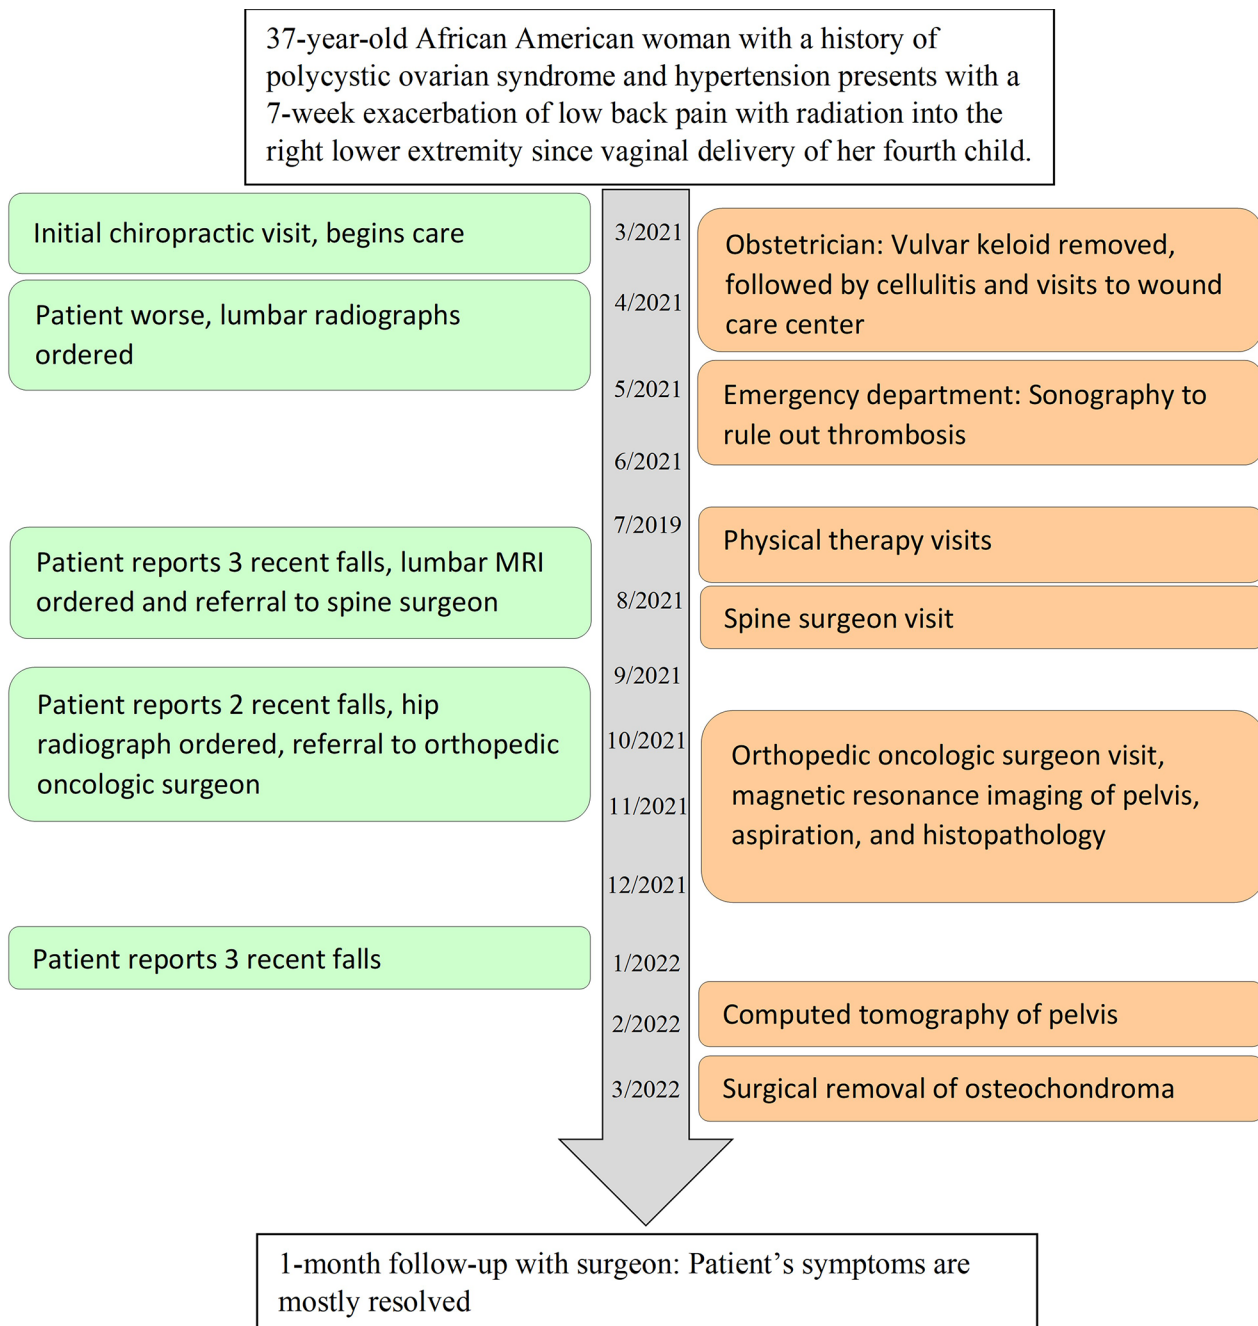 37-year-old African American woman with a history of
polycystic ovarian syndrome and hypertension presents with a
7-week exacerbation of low back pain with radiation into the
right lower extremity since vaginal delivery of her fourth child.
Initial chiropractic visit, begins care
3/2021
Obstetrician: Vulvar keloid removed,
followed by cellulitis and visits to wound
care center
4/2021
Patient worse, lumbar radiographs
ordered
5/2021
Emergency department: Sonography to
rule out thrombosis
6/2021
7/2019
Physical therapy visits
Patient reports 3 recent falls, lumbar MRI
ordered and referral to spine surgeon
8/2021
Spine surgeon visit
9/2021
Patient reports 2 recent falls, hip
radiograph ordered, referral to orthopedic
oncologic surgeon
10/2021
Orthopedic oncologic surgeon visit,
magnetic resonance imaging of pelvis,
aspiration, and histopathology
11/2021
12/2021
Patient reports 3 recent falls
1/2022
Computed tomography of pelvis
2/2022
Surgical removal of osteochondroma
3/2022
1-month follow-up with surgeon: Patient’s symptoms are
mostly resolved